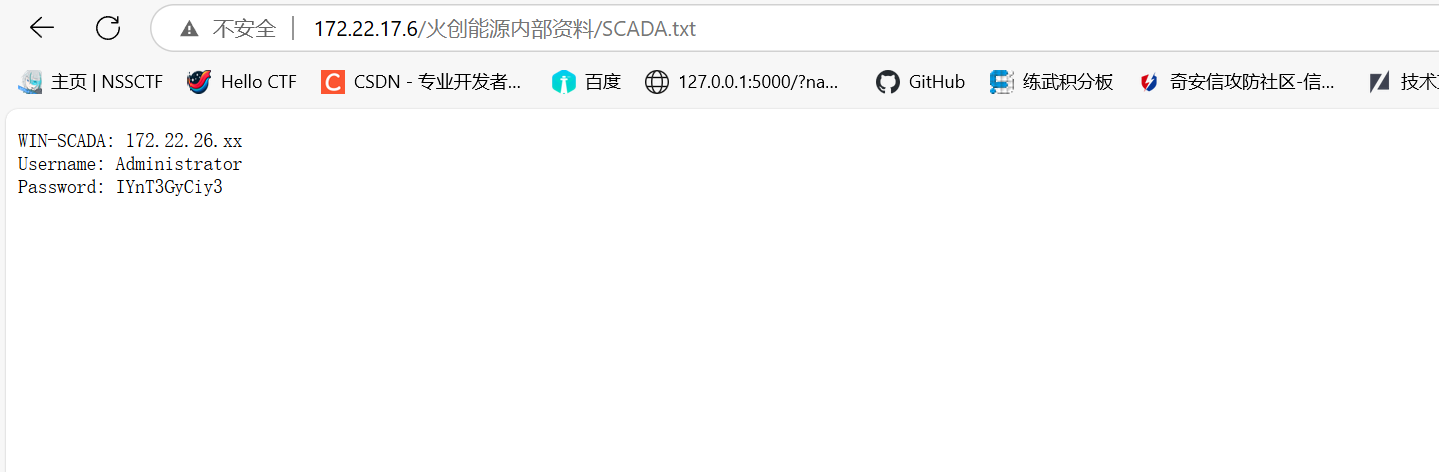 不安全 | 172.22.17.6/火创能源内部资料/SCADA.txt
主页 | NSSCTF Hello CTF CSDN - 专业开发者... 百度 127.0.0.1:5000/?na... GitHub 练武积分板 奇安信攻防社区-信... 技术
WIN-SCADA: 172.22.26.xx
Username: Administrator
Password: IYnT3GyCiy3